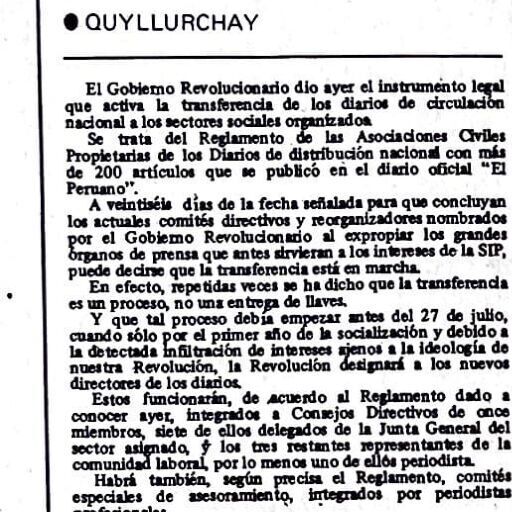 QUYLLURCHAY
El Gobierno Revolucionario dio ayer el instrumento legal
que activa la transferencia de los diarios de circulación
nacional a los sectores sociales organizados
Se trata del Reglamento de las Asociaciones Civiles
Propietarias de los Diarios de distribución nacional con más
de 200 artículos que se publicó en el diario oficial "El
Peruano".
A veintiséis días de la fecha señalada para que concluyan
los actuales comités directivos y reorganizadores nombrados
por el Gobierno Revolucionario al expropiar los grandes
órganos de prensa que antes sirvieran a los intereses de la SIP,
puede decirse que la transferencia está en marcha.
En efecto, repetidas veces se ha dicho que la transferencia
es un proceso, no una entrega de llaves.
Y que tal proceso debía empezar antes del 27 de julio,
cuando sólo por el primer año de la socialización y debido a
la detectada infiltración de intereses ajenos a la ideología de
nuestra Revolución, la Revolución designará a los nuevos
directores de los diarios.
Estos funcionarán, de acuerdo al Reglamento dado a
conocer ayer, integrados a Consejos Directivos de once
miembros, siete de ellos delegados de la Junta General del
sector asignado, y los tres restantes representantes de la
comunidad laboral, por lo menos uno de ellos periodista.
Habrá también, según precisa el Reglamento, comités
especiales de asesoramiento, integrados por periodistas